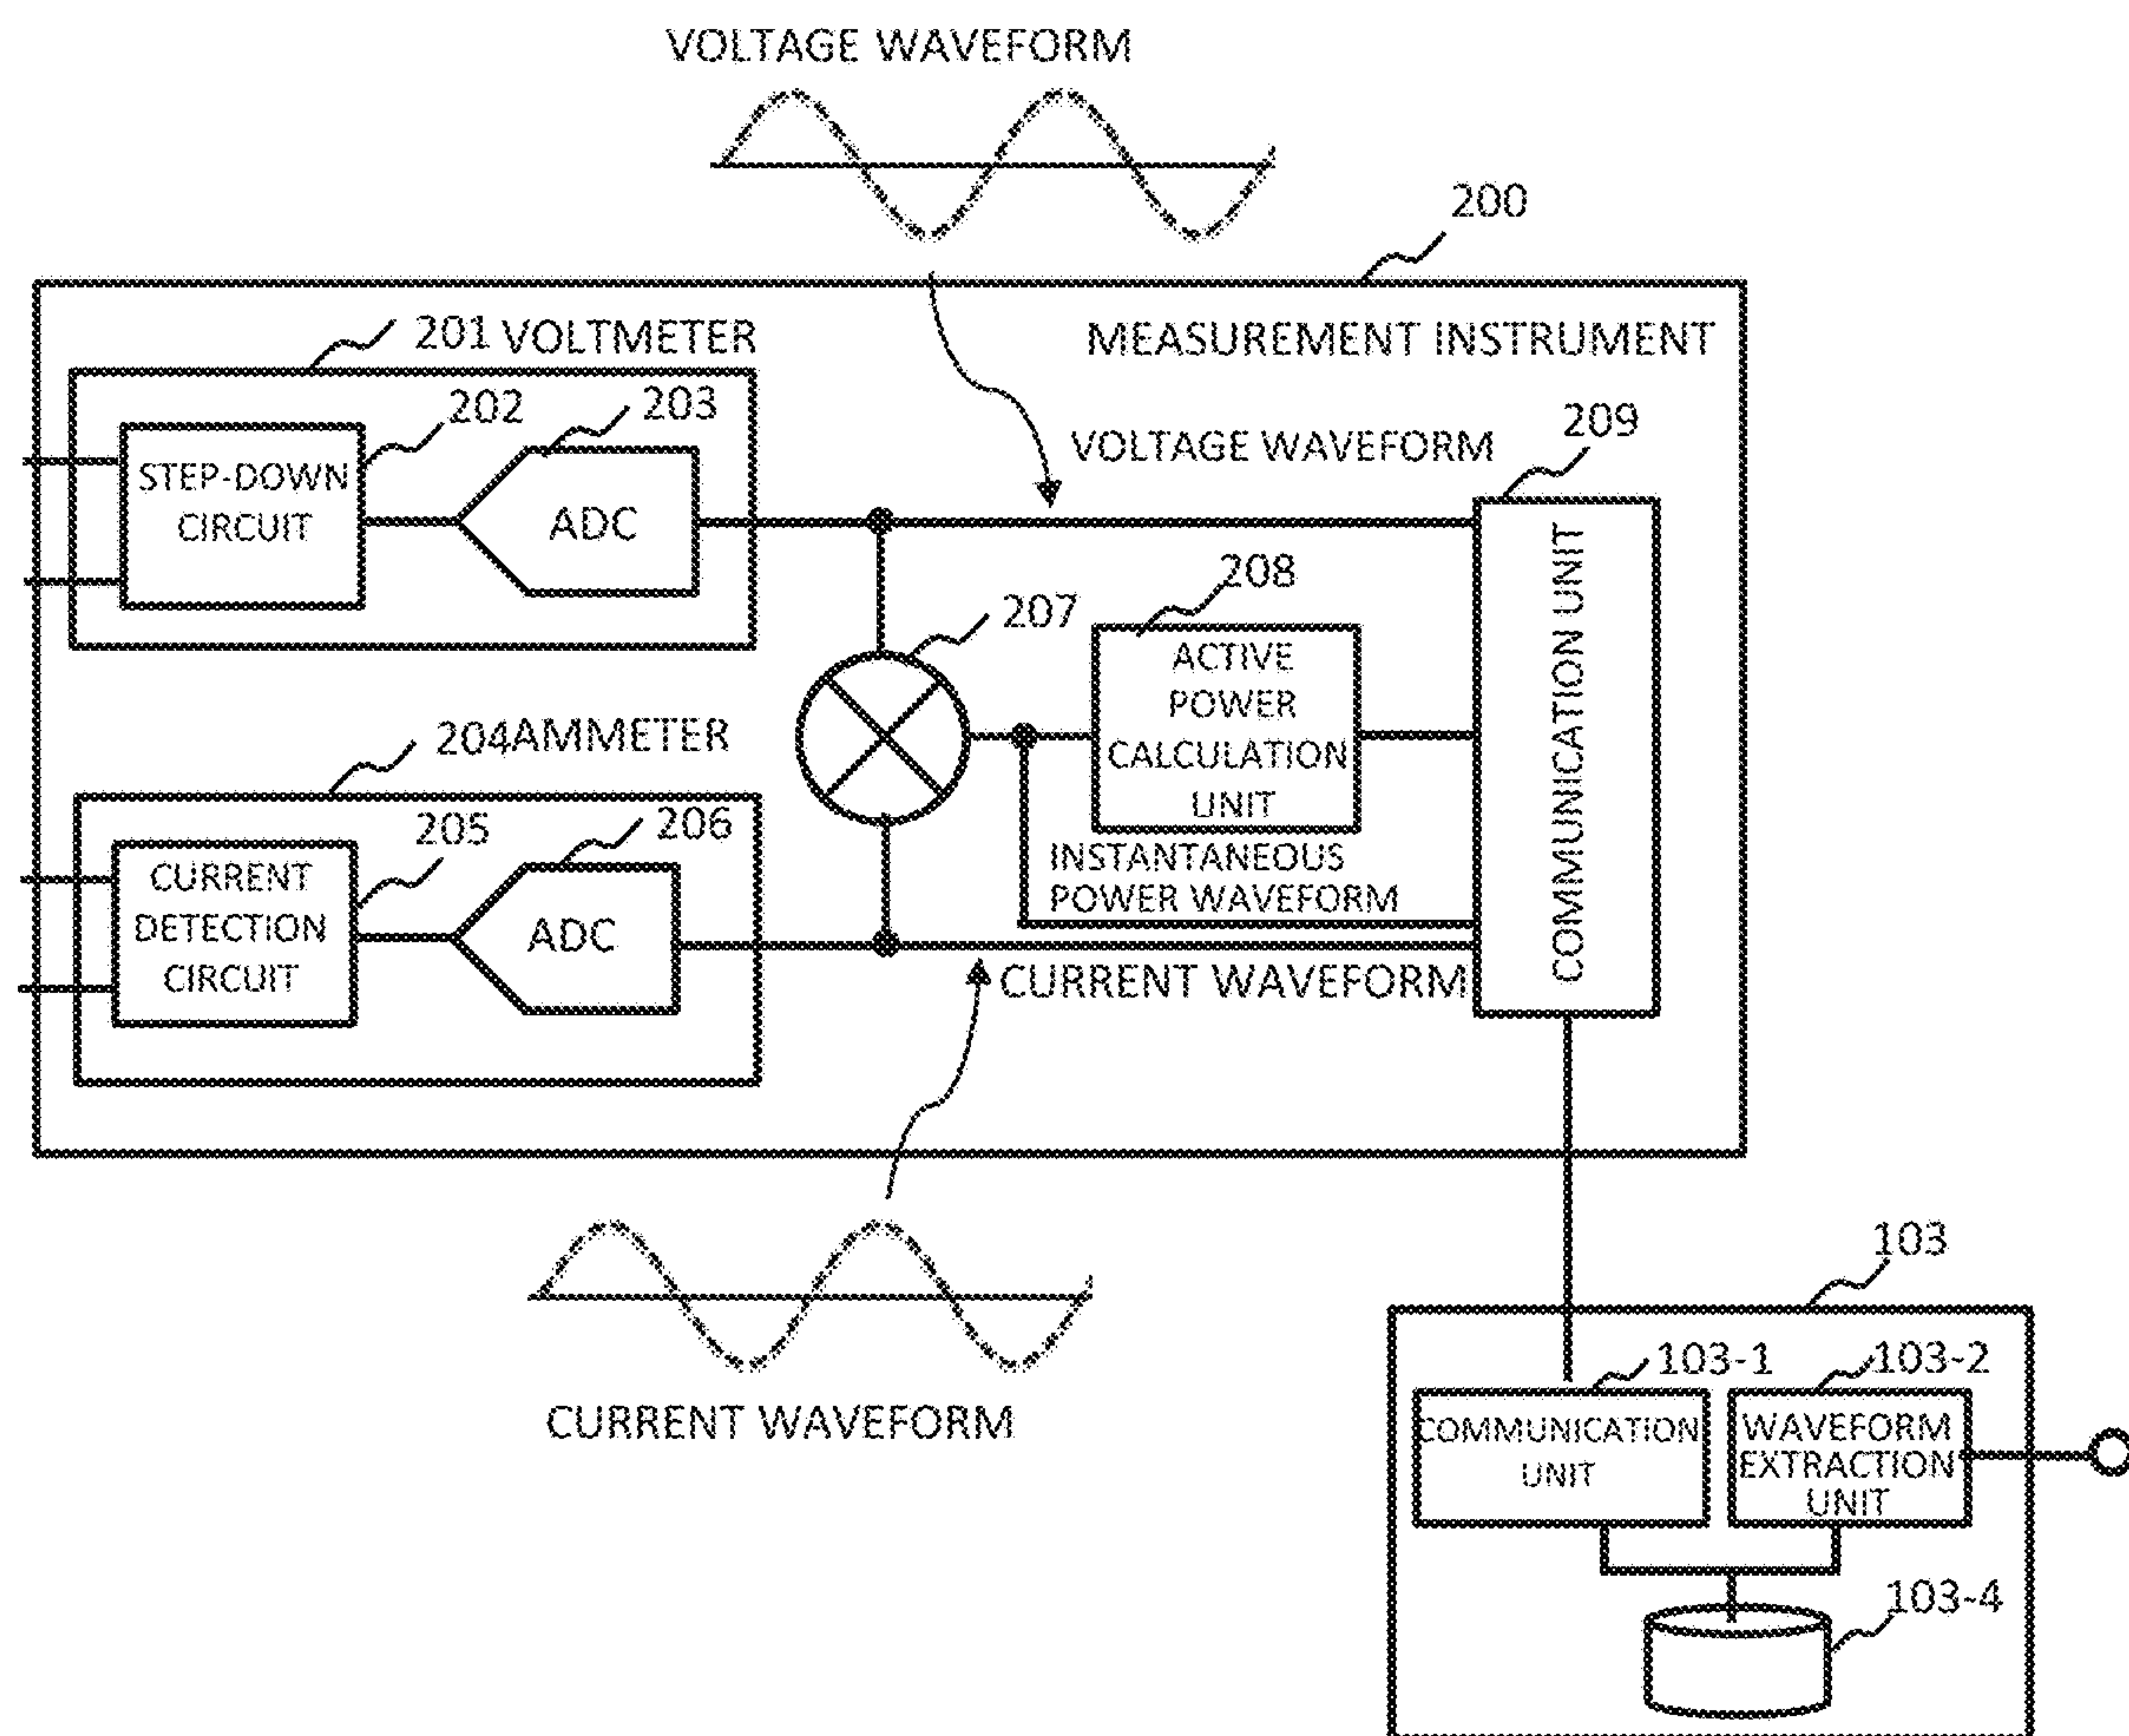 VOLTAGE WAVEFORM
200
201 VOLTMETER
MEASUREMENT INSTRUMENT
202
203
209
STEP-DOWN
CIRCUIT
ADC
VOLTAGE WAVEFORM
208
207
ACTIVE
POWER
CALCULATION
UNIT
COMMUNICATION UNIT
204AMMETER
205
206
CURRENT
DETECTION
CIRCUIT
ADC
INSTANTANEOUS
POWER WAVEFORM
CURRENT WAVEFORM
CURRENT WAVEFORM
103
103-1
103-2
COMMUNICATION
UNIT
WAVEFORM
EXTRACTION
UNIT
103-4